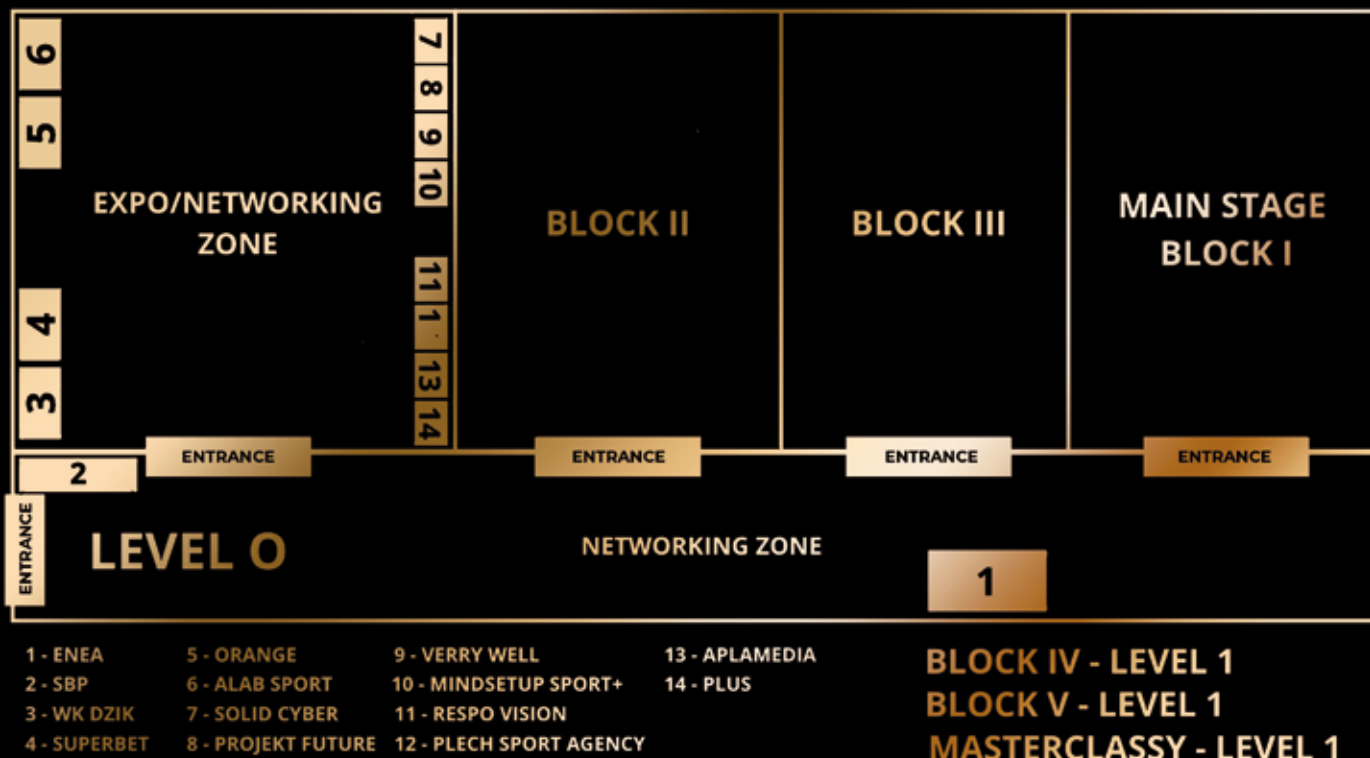 6
5
4
3
2
EXPO/NETWORKING
ZONE
7
8
9
10
11
1
13
14
BLOCK II
BLOCK III
MAIN STAGE
BLOCK I
ENTRANCE
ENTRANCE
ENTRANCE
ENTRANCE
ENTRANCE
LEVEL O
NETWORKING ZONE
1
1 - ENEA
2 - SBP
3 - WK DZIK
4 - SUPERBET
5 - ORANGE
6 - ALAB SPORT
7 - SOLID CYBER
8 - PROJEKT FUTURE
9 - VERRY WELL
10 - MINDSETUP SPORT+
11 - RESPO VISION
12 - PLECH SPORT AGENCY
13 - APLAMEDIA
14 - PLUS
BLOCK IV - LEVEL 1
BLOCK V - LEVEL 1
MASTERCLASSY - LEVEL 1